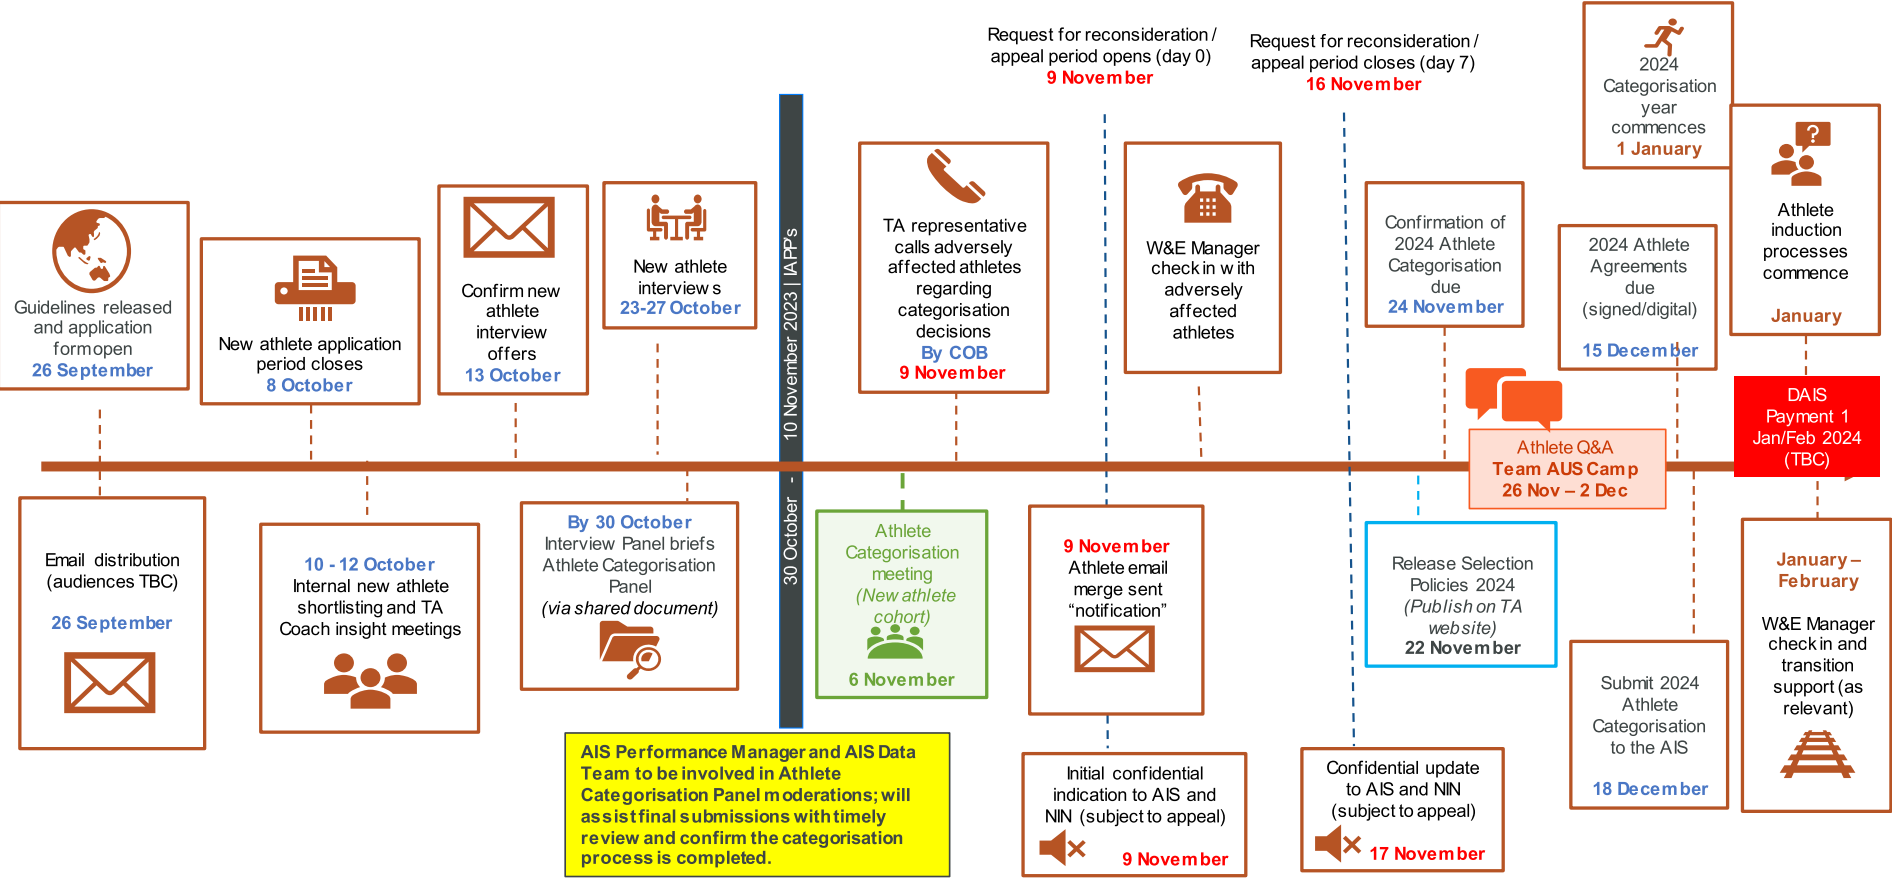 Guidelines released
and application
form open
26 September
New athlete application
period closes
8 October
Confirm new
athlete
interview
offers
13 October
New athlete
interviews
23-27 October
30 October - 10 November 2023 | IAPP's
TA representative
calls adversely
affected athletes
regarding
categorisation
decisions
By COB
9 November
Request for reconsideration /
appeal period opens (day 0)
9 November
W&E Manager
check in with
adversely
affected
athletes
Request for reconsideration /
appeal period closes (day 7)
16 November
Confirmation of
2024 Athlete
Categorisation
due
24 November
2024 Athlete
Agreements
due
(signed/digital)
15 December
2024
Categorisation
year
commences
1 January
?
Athlete
induction
processes
commence
January
Athlete Q&A
Team AUS Camp
26 Nov – 2 Dec
DAIS
Payment 1
Jan/Feb 2024
(TBC)
Email distribution
(audiences TBC)
26 September
10 - 12 October
Internal new athlete
shortlisting and TA
Coach insight meetings
By 30 October
Interview Panel briefs
Athlete Categorisation
Panel
(via shared document)
Athlete
Categorisation
meeting
(New athlete
cohort)
6 November
9 November
Athlete email
merge sent
“notification”
Release Selection
Policies 2024
(Publish on TA
website)
22 November
Submit 2024
Athlete
Categorisation
to the AIS
18 December
January –
February
W&E Manager
check in and
transition
support (as
relevant)
AIS Performance Manager and AIS Data
Team to be involved in Athlete
Categorisation Panel moderations; will
assist final submissions with timely
review and confirm the categorisation
process is completed.
Initial confidential
indication to AIS and
NIN (subject to appeal)
9 November
Confidential update
to AIS and NIN
(subject to appeal)
17 November